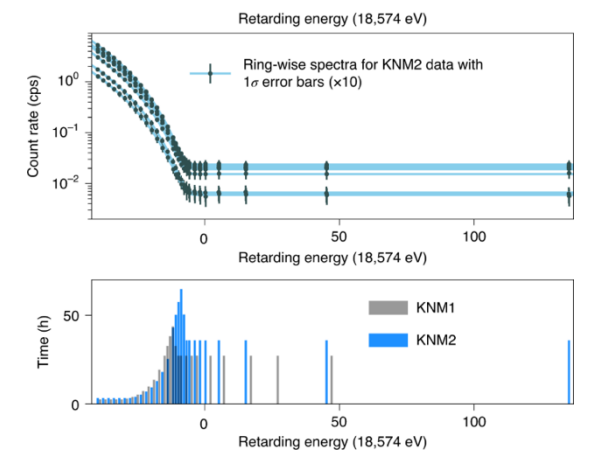 Retarding energy (18,574 eV)
Ring-wise spectra for KNM2 data with
1σ error bars (×10)
Count rate (cps)
10⁰
10⁻¹
10⁻²
0
50
100
Retarding energy (18,574 eV)
Time (h)
50
0
KNM1
KNM2
0
50
100
Retarding energy (18,574 eV)